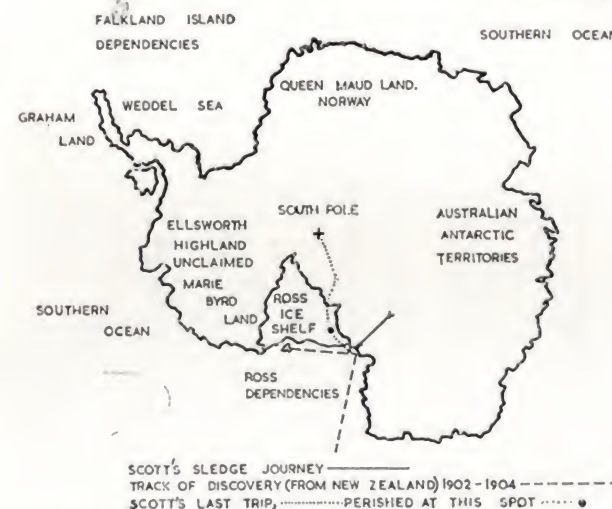 FALKLAND ISLAND
DEPENDENCIES
SOUTHERN OCEAN
WEDDEL SEA
QUEEN MAUD LAND.
NORWAY
GRAHAM
LAND
SOUTH POLE
ELLSWORTH
HIGHLAND
UNCLAIMED
MARIE
BYRD
LAND
AUSTRALIAN
ANTARCTIC
TERRITORIES
ROSS
ICE
SHELF
SOUTHERN
OCEAN
ROSS
DEPENDENCIES
SCOTT'S SLEDGE JOURNEY
TRACK OF DISCOVERY (FROM NEW ZEALAND) 1902-1904
SCOTT'S LAST TRIP, PERISHED AT THIS SPOT